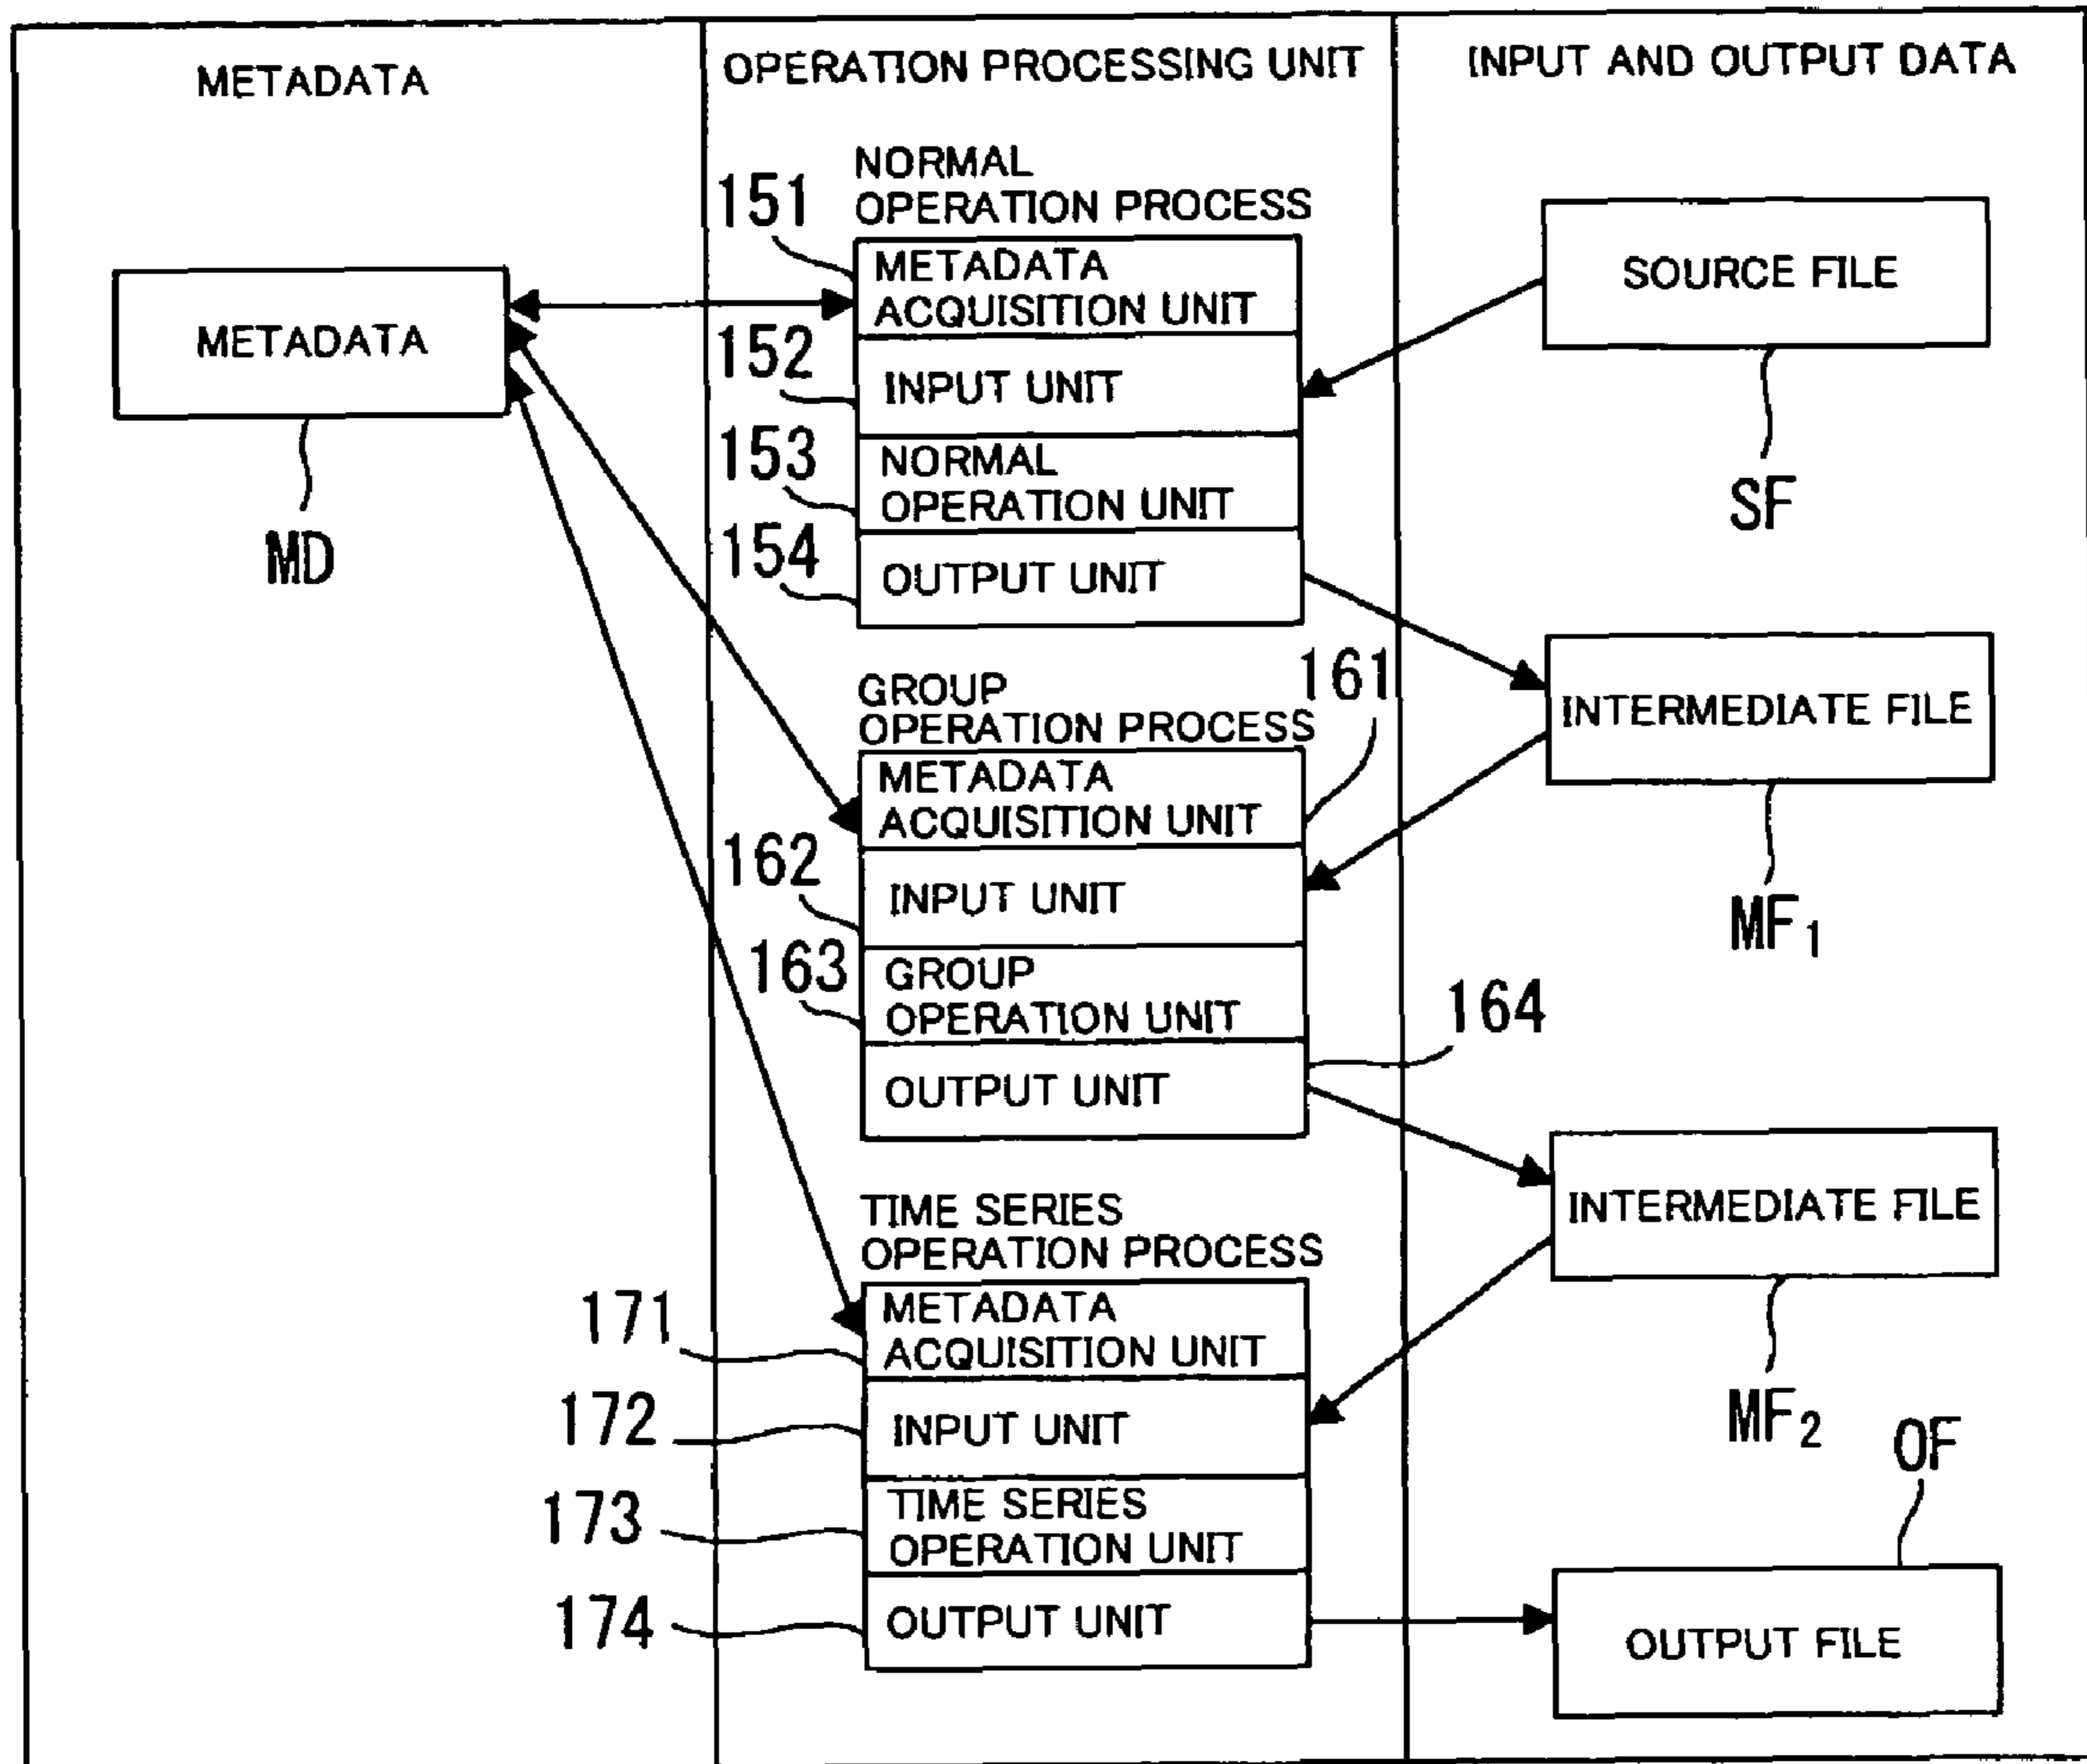 METADATA
OPERATION PROCESSING UNIT
INPUT AND OUTPUT DATA
METADATA
MD
NORMAL
OPERATION PROCESS
151
METADATA
ACQUISITION UNIT
152
INPUT UNIT
153
NORMAL
OPERATION UNIT
154
OUTPUT UNIT
SOURCE FILE
SF
INTERMEDIATE FILE
MF1
GROUP
OPERATION PROCESS
161
METADATA
ACQUISITION UNIT
162
INPUT UNIT
163
GROUP
OPERATION UNIT
164
OUTPUT UNIT
INTERMEDIATE FILE
MF2
TIME SERIES
OPERATION PROCESS
171
METADATA
ACQUISITION UNIT
172
INPUT UNIT
173
TIME SERIES
OPERATION UNIT
174
OUTPUT UNIT
OF
OUTPUT FILE